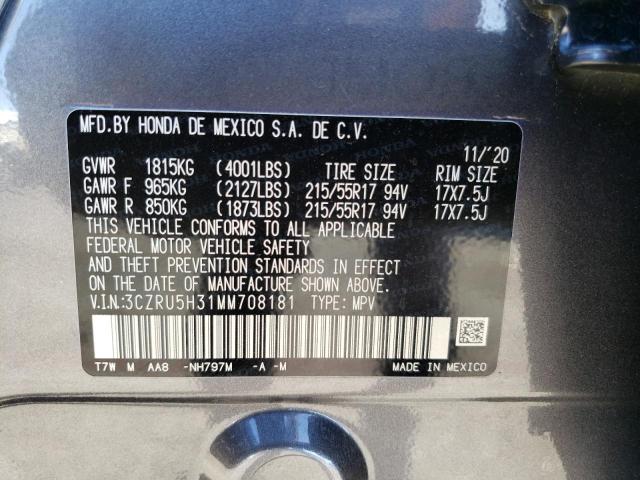 MFD.BY HONDA DE MEXICO S.A. DE C.V.
11/'20
GVWR 1815KG (4001LBS) TIRE SIZE RIM SIZE
GAWR F 965KG (2127LBS) 215/55R17 94V 17X7.5J
GAWR R 850KG (1873LBS) 215/55R17 94V 17X7.5J
THIS VEHICLE CONFORMS TO ALL APPLICABLE
FEDERAL MOTOR VEHICLE SAFETY
AND THEFT PREVENTION STANDARDS IN EFFECT
ON THE DATE OF MANUFACTURE SHOWN ABOVE.
V.I.N.:3CZRU5H31MM708181 TYPE: MPV
T7W M AA8 -NH797M -A -M
MADE IN MEXICO